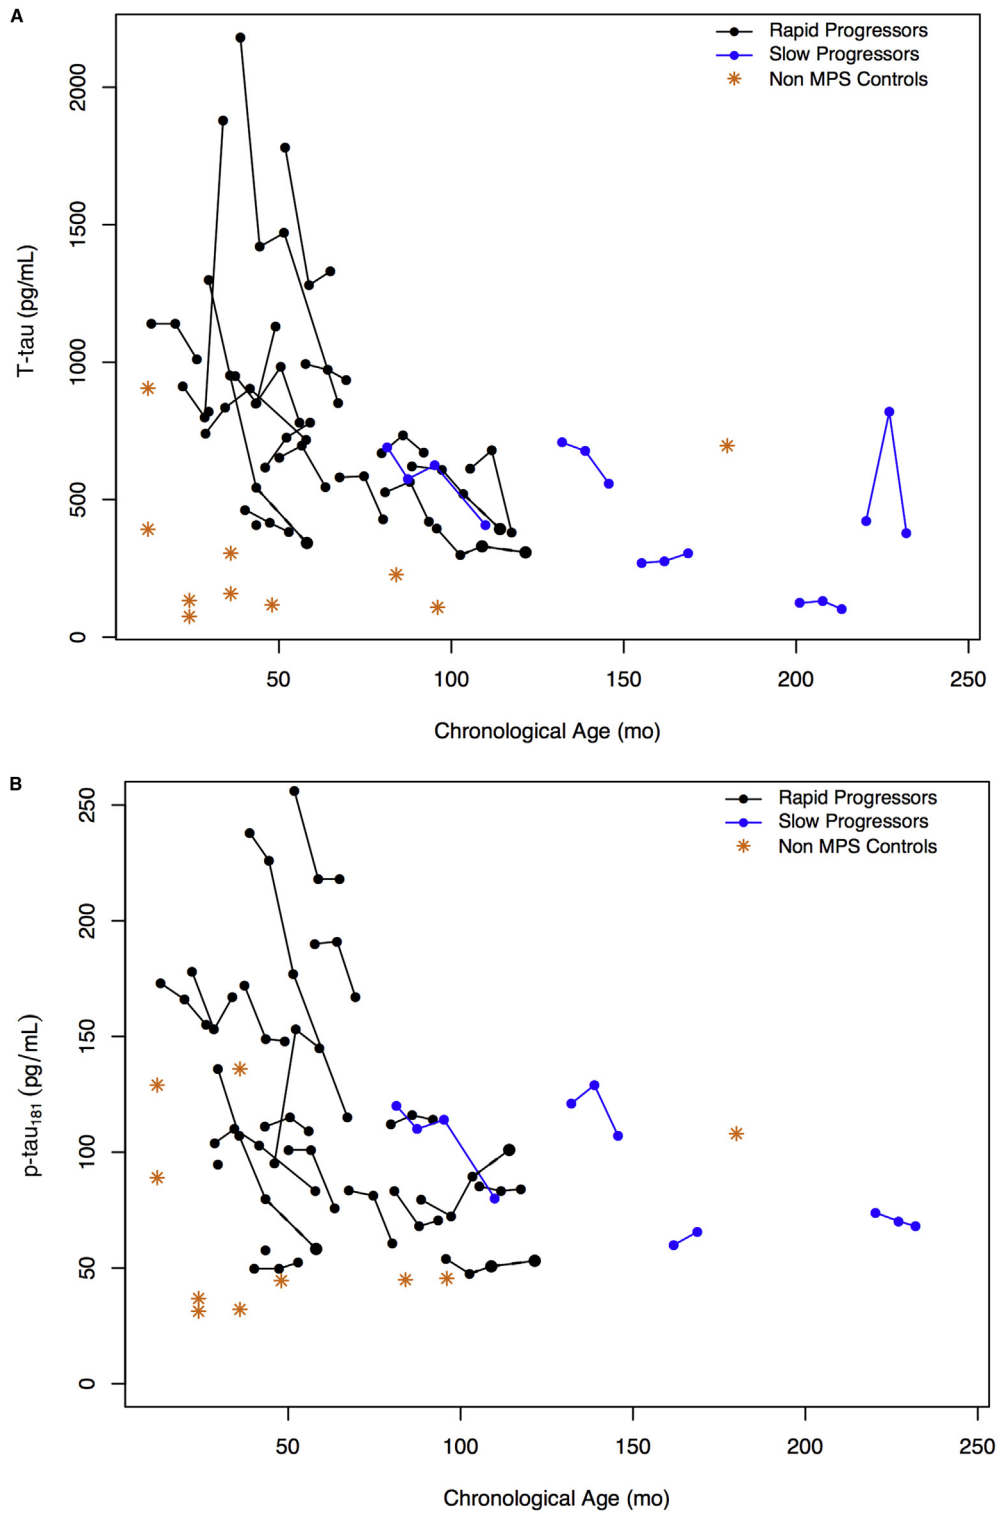 A
Rapid Progressors
Slow Progressors
Non MPS Controls
T-tau (pg/mL)
2000
1500
1000
500
0
50 100 150 200 250
Chronological Age (mo)
B
Rapid Progressors
Slow Progressors
Non MPS Controls
p-tau181 (pg/mL)
250
200
150
100
50
0
50 100 150 200 250
Chronological Age (mo)